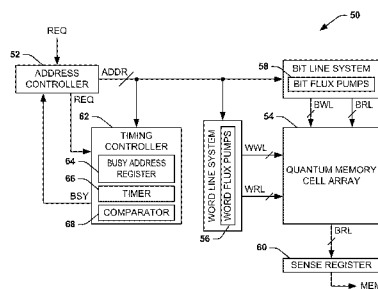 50
REQ
52
ADDRESS
CONTROLLER
ADDR
REQ
62
TIMING
CONTROLLER
64
BUSY ADDRESS
REGISTER
66
TIMER
BSY
68
COMPARATOR
WORD LINE SYSTEM
WORD FLUX PUMPS
56
58
BIT LINE SYSTEM
BIT FLUX PUMPS
BWL
BRL
54
WWL
WRL
QUANTUM MEMORY
CELL ARRAY
BRL
60
SENSE REGISTER
MEM